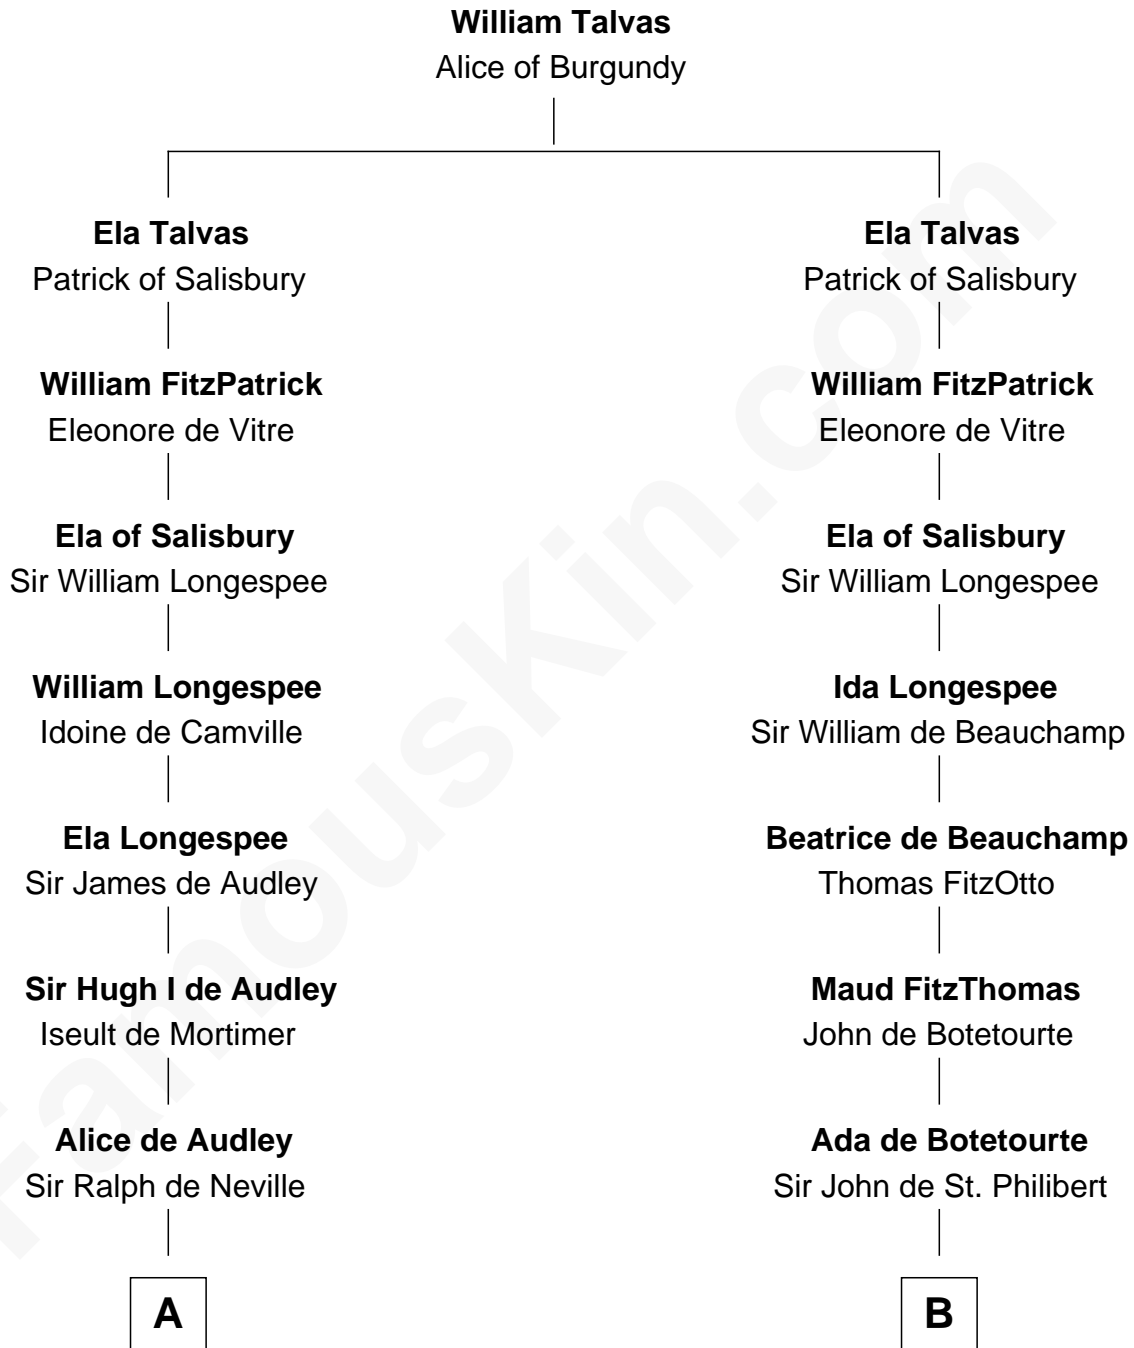 William Talvas
Alice of Burgundy
Ela Talvas
Patrick of Salisbury
William FitzPatrick
Eleonore de Vitre
Ela of Salisbury
Sir William Longespee
William Longespee
Idoine de Camville
Ela Longespee
Sir James de Audley
Sir Hugh I de Audley
Iseult de Mortimer
Alice de Audley
Sir Ralph de Neville
A
Ela Talvas
Patrick of Salisbury
William FitzPatrick
Eleonore de Vitre
Ela of Salisbury
Sir William Longespee
Ida Longespee
Sir William de Beauchamp
Beatrice de Beauchamp
Thomas FitzOtto
Maud FitzThomas
John de Botetourte
Ada de Botetourte
Sir John de St. Philibert
B
FamousKin.com